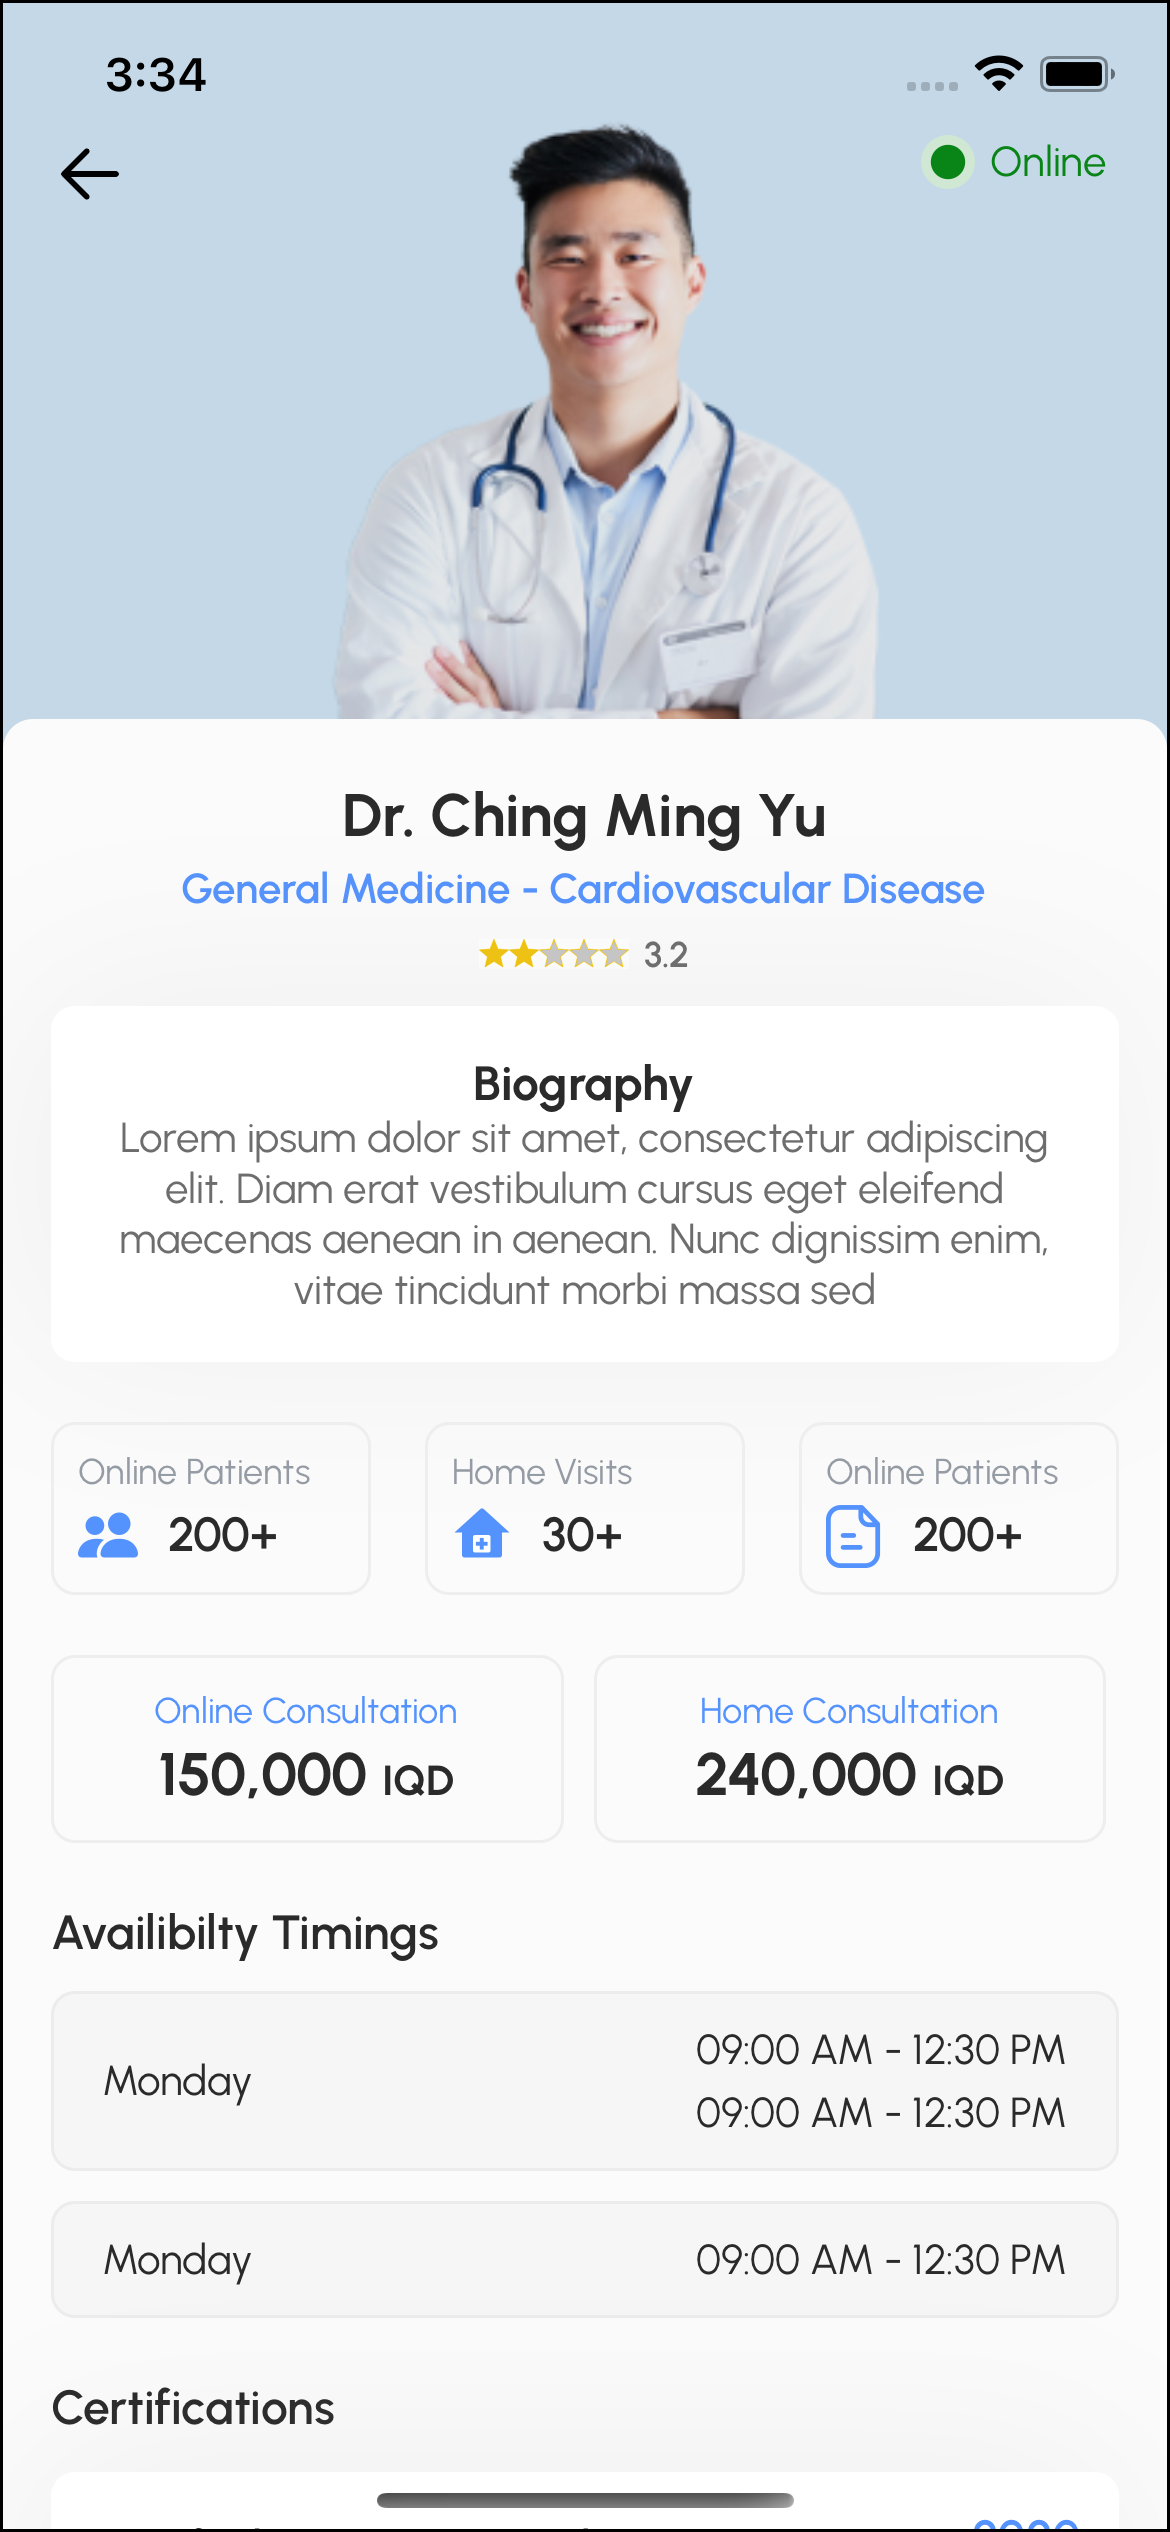 3:34
Online
Dr. Ching Ming Yu
General Medicine - Cardiovascular Disease
3.2
Biography
Lorem ipsum dolor sit amet, consectetur adipiscing
elit. Diam erat vestibulum cursus eget eleifend
maecenas aenean in aenean. Nunc dignissim enim,
vitae tincidunt morbi massa sed
Online Patients
200+
Home Visits
30+
Online Patients
200+
Online Consultation
150,000 IQD
Home Consultation
240,000 IQD
Availibilty Timings
Monday
09:00 AM - 12:30 PM
09:00 AM - 12:30 PM
Monday
09:00 AM - 12:30 PM
Certifications